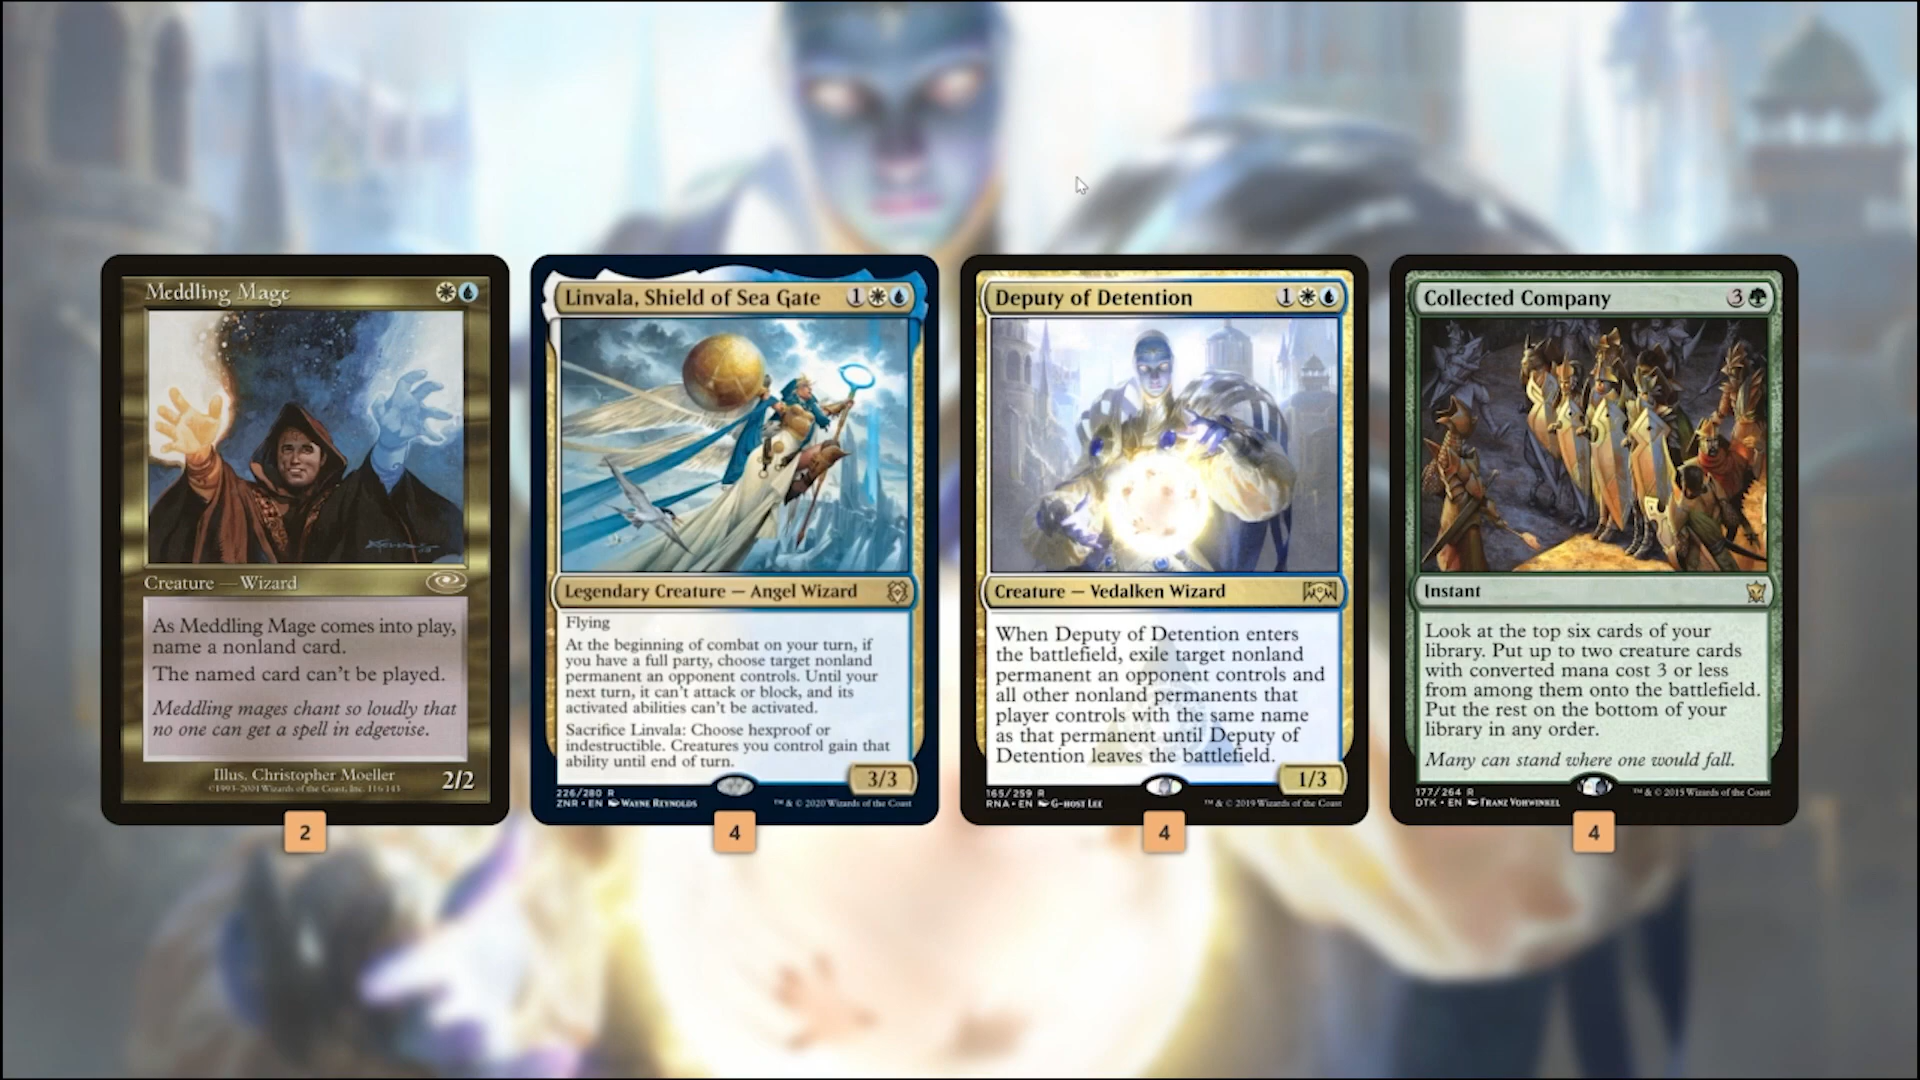 Meddling Mage
Creature — Wizard
As Meddling Mage comes into play,
name a nonland card.
The named card can't be played.
Meddling mages chant so loudly that
no one can get a spell in edgewise.
Illus. Christopher Moeller
©1993-2001 Wizards of the Coast, Inc. 116/143
2/2
2
Linvala, Shield of Sea Gate 1
Legendary Creature — Angel Wizard
Flying
At the beginning of combat on your turn, if
you have a full party, choose target nonland
permanent an opponent controls. Until your
next turn, it can't attack or block, and its
activated abilities can't be activated.
Sacrifice Linvala: Choose hexproof or
indestructible. Creatures you control gain that
ability until end of turn.
3/3
226/280 R
ZNR • EN Wayne Reynolds
™ & © 2020 Wizards of the Coast
4
Deputy of Detention 1
Creature — Vedalken Wizard
When Deputy of Detention enters
the battlefield, exile target nonland
permanent an opponent controls and
all other nonland permanents that
player controls with the same name
as that permanent until Deputy of
Detention leaves the battlefield.
1/3
165/259 R
RNA • EN G-host Lee
™ & © 2019 Wizards of the Coast
4
Collected Company 3
Instant
Look at the top six cards of your
library. Put up to two creature cards
with converted mana cost 3 or less
from among them onto the battlefield.
Put the rest on the bottom of your
library in any order.
Many can stand where one would fall.
177/264 R
DTK • EN Franz Vohwinkel
™ & © 2015 Wizards of the Coast
4